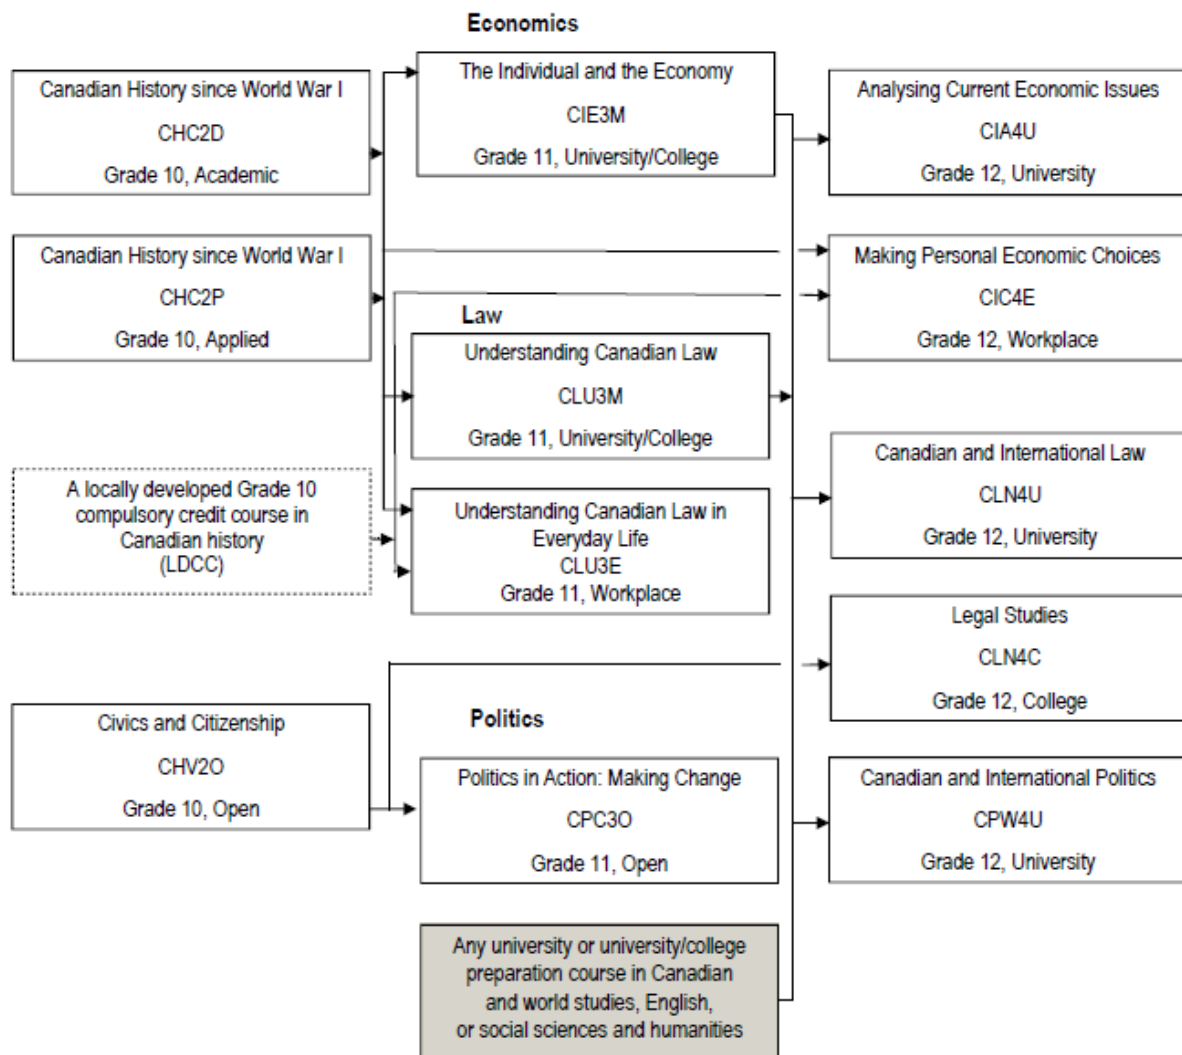 Economics
Canadian History since World War I
CHC2D
Grade 10, Academic
The Individual and the Economy
CIE3M
Grade 11, University/College
Analysing Current Economic Issues
CIA4U
Grade 12, University
Canadian History since World War I
CHC2P
Grade 10, Applied
Making Personal Economic Choices
CIC4E
Grade 12, Workplace
Law
Understanding Canadian Law
CLU3M
Grade 11, University/College
A locally developed Grade 10
compulsory credit course in
Canadian history
(LDCC)
Understanding Canadian Law in
Everyday Life
CLU3E
Grade 11, Workplace
Canadian and International Law
CLN4U
Grade 12, University
Legal Studies
CLN4C
Grade 12, College
Civics and Citizenship
CHV2O
Grade 10, Open
Politics
Politics in Action: Making Change
CPC3O
Grade 11, Open
Canadian and International Politics
CPW4U
Grade 12, University
Any university or university/college
preparation course in Canadian
and world studies, English,
or social sciences and humanities